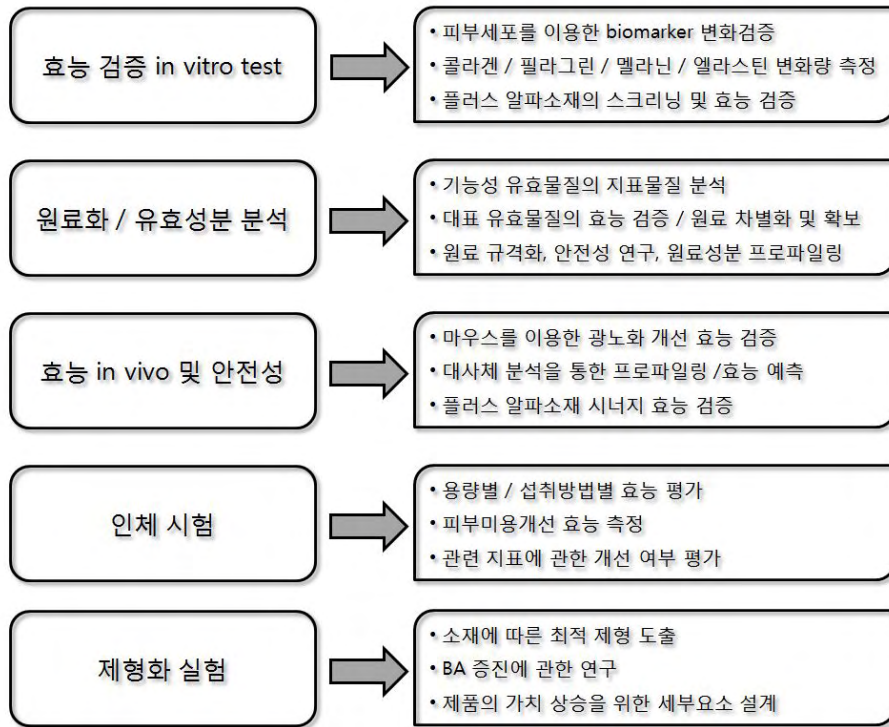 효능 검증 in vitro test
• 피부세포를 이용한 biomarker 변화검증
• 콜라겐 / 필라그린 / 멜라닌 / 엘라스틴 변화량 측정
• 플러스 알파소재의 스크리닝 및 효능 검증
원료화 / 유효성분 분석
• 기능성 유효물질의 지표물질 분석
• 대표 유효물질의 효능 검증 / 원료 차별화 및 확보
• 원료 규격화, 안전성 연구, 원료성분 프로파일링
효능 in vivo 및 안전성
• 마우스를 이용한 광노화 개선 효능 검증
• 대사체 분석을 통한 프로파일링 /효능 예측
• 플러스 알파소재 시너지 효능 검증
인체 시험
• 용량별 / 섭취방법별 효능 평가
• 피부미용개선 효능 측정
• 관련 지표에 관한 개선 여부 평가
제형화 실험
• 소재에 따른 최적 제형 도출
• BA 증진에 관한 연구
• 제품의 가치 상승을 위한 세부요소 설계